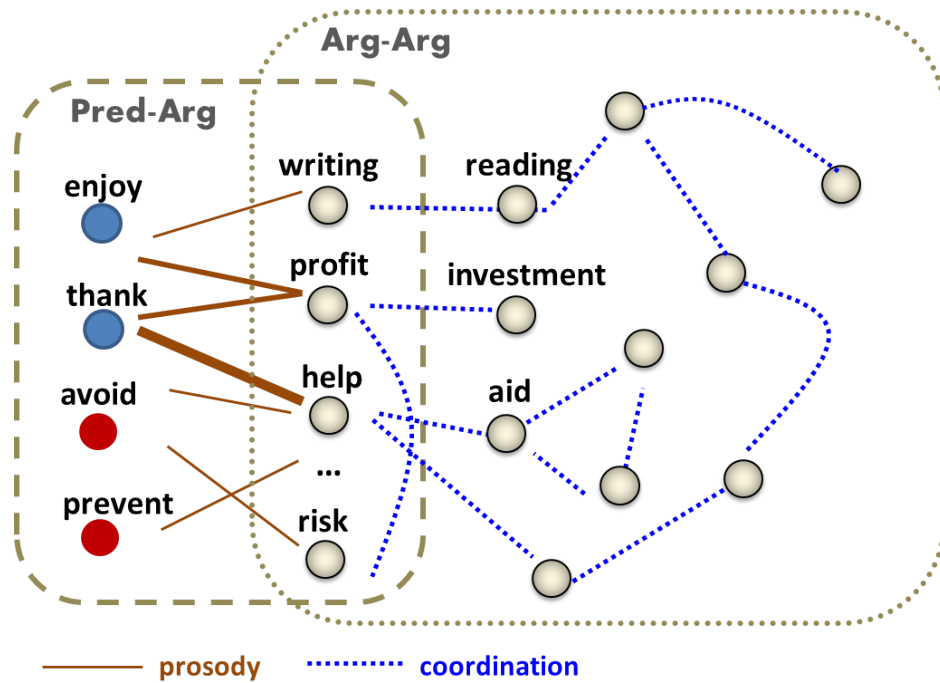 Arg-Arg
Pred-Arg
writing
reading
enjoy
profit
investment
thank
help
aid
avoid
...
prevent
risk
prosody
coordination